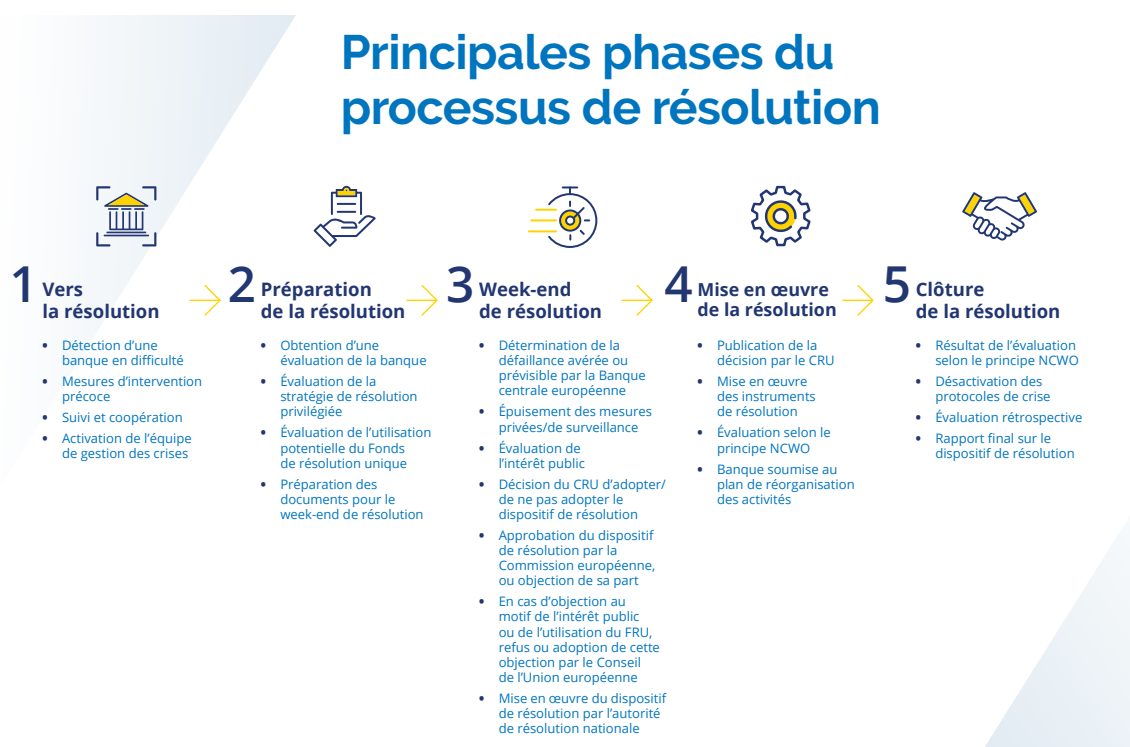 Principales phases du
processus de résolution
1 Vers
la résolution
• Détection d’une
banque en difficulté
• Mesures d’intervention
précoce
• Suivi et coopération
• Activation de l’équipe
de gestion des crises
2 Préparation
de la résolution
• Obtention d’une
évaluation de la banque
• Évaluation de la
stratégie de résolution
privilégiée
• Évaluation de l’utilisation
potentielle du Fonds
de résolution unique
• Préparation des
documents pour le
week-end de résolution
3 Week-end
de résolution
• Détermination de la
défaillance avérée ou
prévisible par la Banque
centrale européenne
• Épuisement des mesures
privées/de surveillance
• Évaluation de
l’intérêt public
• Décision du CRU d’adopter/
de ne pas adopter le
dispositif de résolution
• Approbation du dispositif
de résolution par la
Commission européenne,
ou objection de sa part
• En cas d’objection au
motif de l’intérêt public
ou de l’utilisation du FRU,
refus ou adoption de cette
objection par le Conseil
de l’Union européenne
• Mise en œuvre du dispositif
de résolution par l’autorité
de résolution nationale
4 Mise en œuvre
de la résolution
• Publication de la
décision par le CRU
• Mise en œuvre
des instruments
de résolution
• Évaluation selon le
principe NCWO
• Banque soumise au
plan de réorganisation
des activités
5 Clôture
de la résolution
• Résultat de l’évaluation
selon le principe NCWO
• Désactivation des
protocoles de crise
• Évaluation rétrospective
• Rapport final sur le
dispositif de résolution